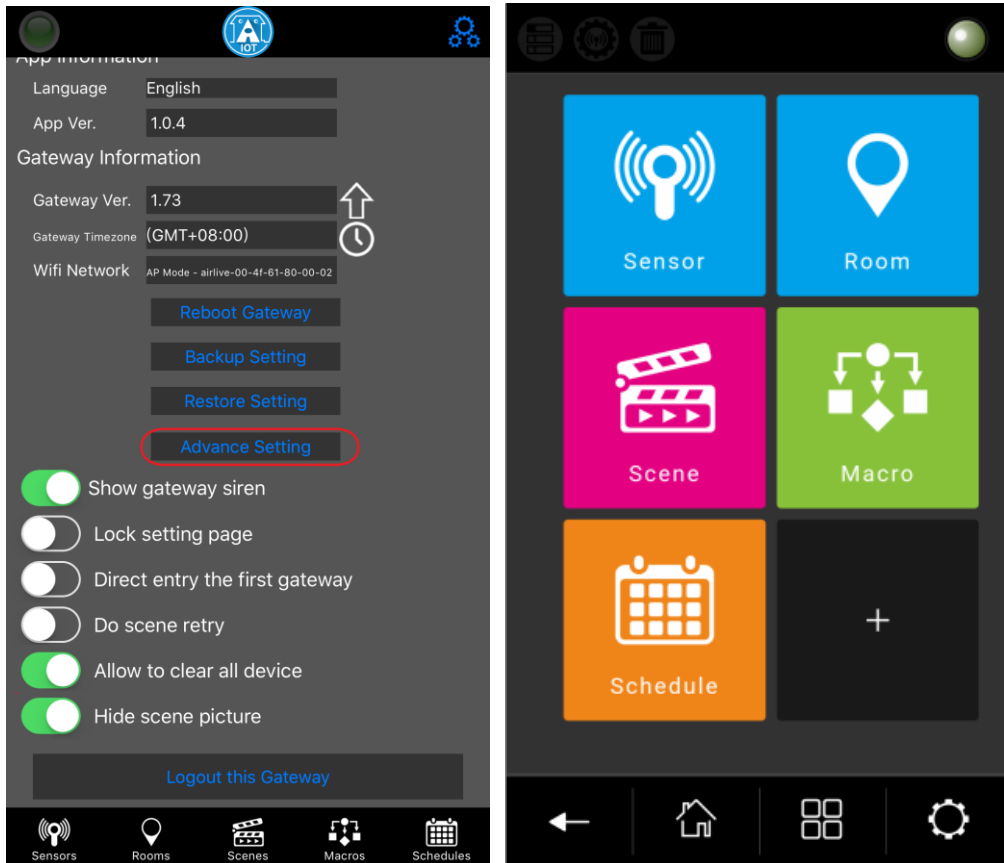 IOT
App Information
Language English
App Ver. 1.0.4
Gateway Information
Gateway Ver. 1.73
Gateway Timezone (GMT+08:00)
Wifi Network AP Mode - airlive-00-4f-61-80-00-02
Reboot Gateway
Backup Setting
Restore Setting
Advance Setting
Show gateway siren
Lock setting page
Direct entry the first gateway
Do scene retry
Allow to clear all device
Hide scene picture
Logout this Gateway
Sensors Rooms Scenes Macros Schedules
Sensor Room
Scene Macro
Schedule +